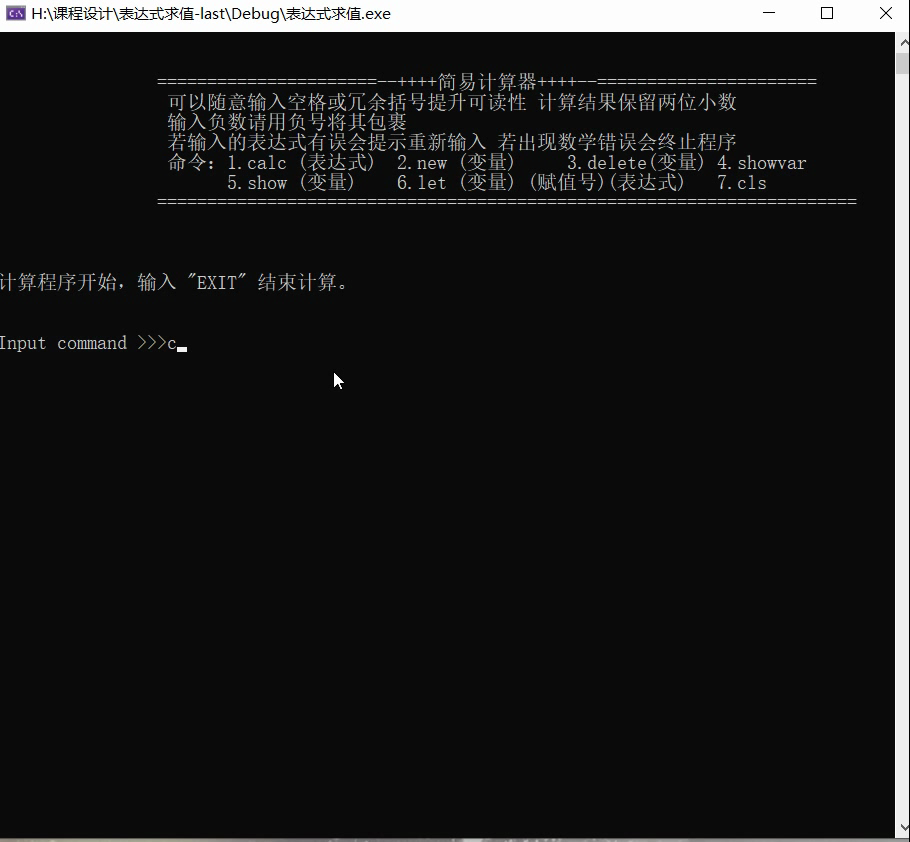 H:\课程设计\表达式求值-last\Debug\表达式求值.exe
======================--++++简易计算器++++--======================
可以随意输入空格或冗余括号提升可读性 计算结果保留两位小数
输入负数请用负号将其包裹
若输入的表达式有误会提示重新输入 若出现数学错误会终止程序
命令: 1.calc (表达式) 2.new (变量) 3.delete(变量) 4.showvar
5.show (变量) 6.let (变量) (赋值号)(表达式) 7.cls
======================================================================
计算程序开始，输入 "EXIT" 结束计算。
Input command >>>c